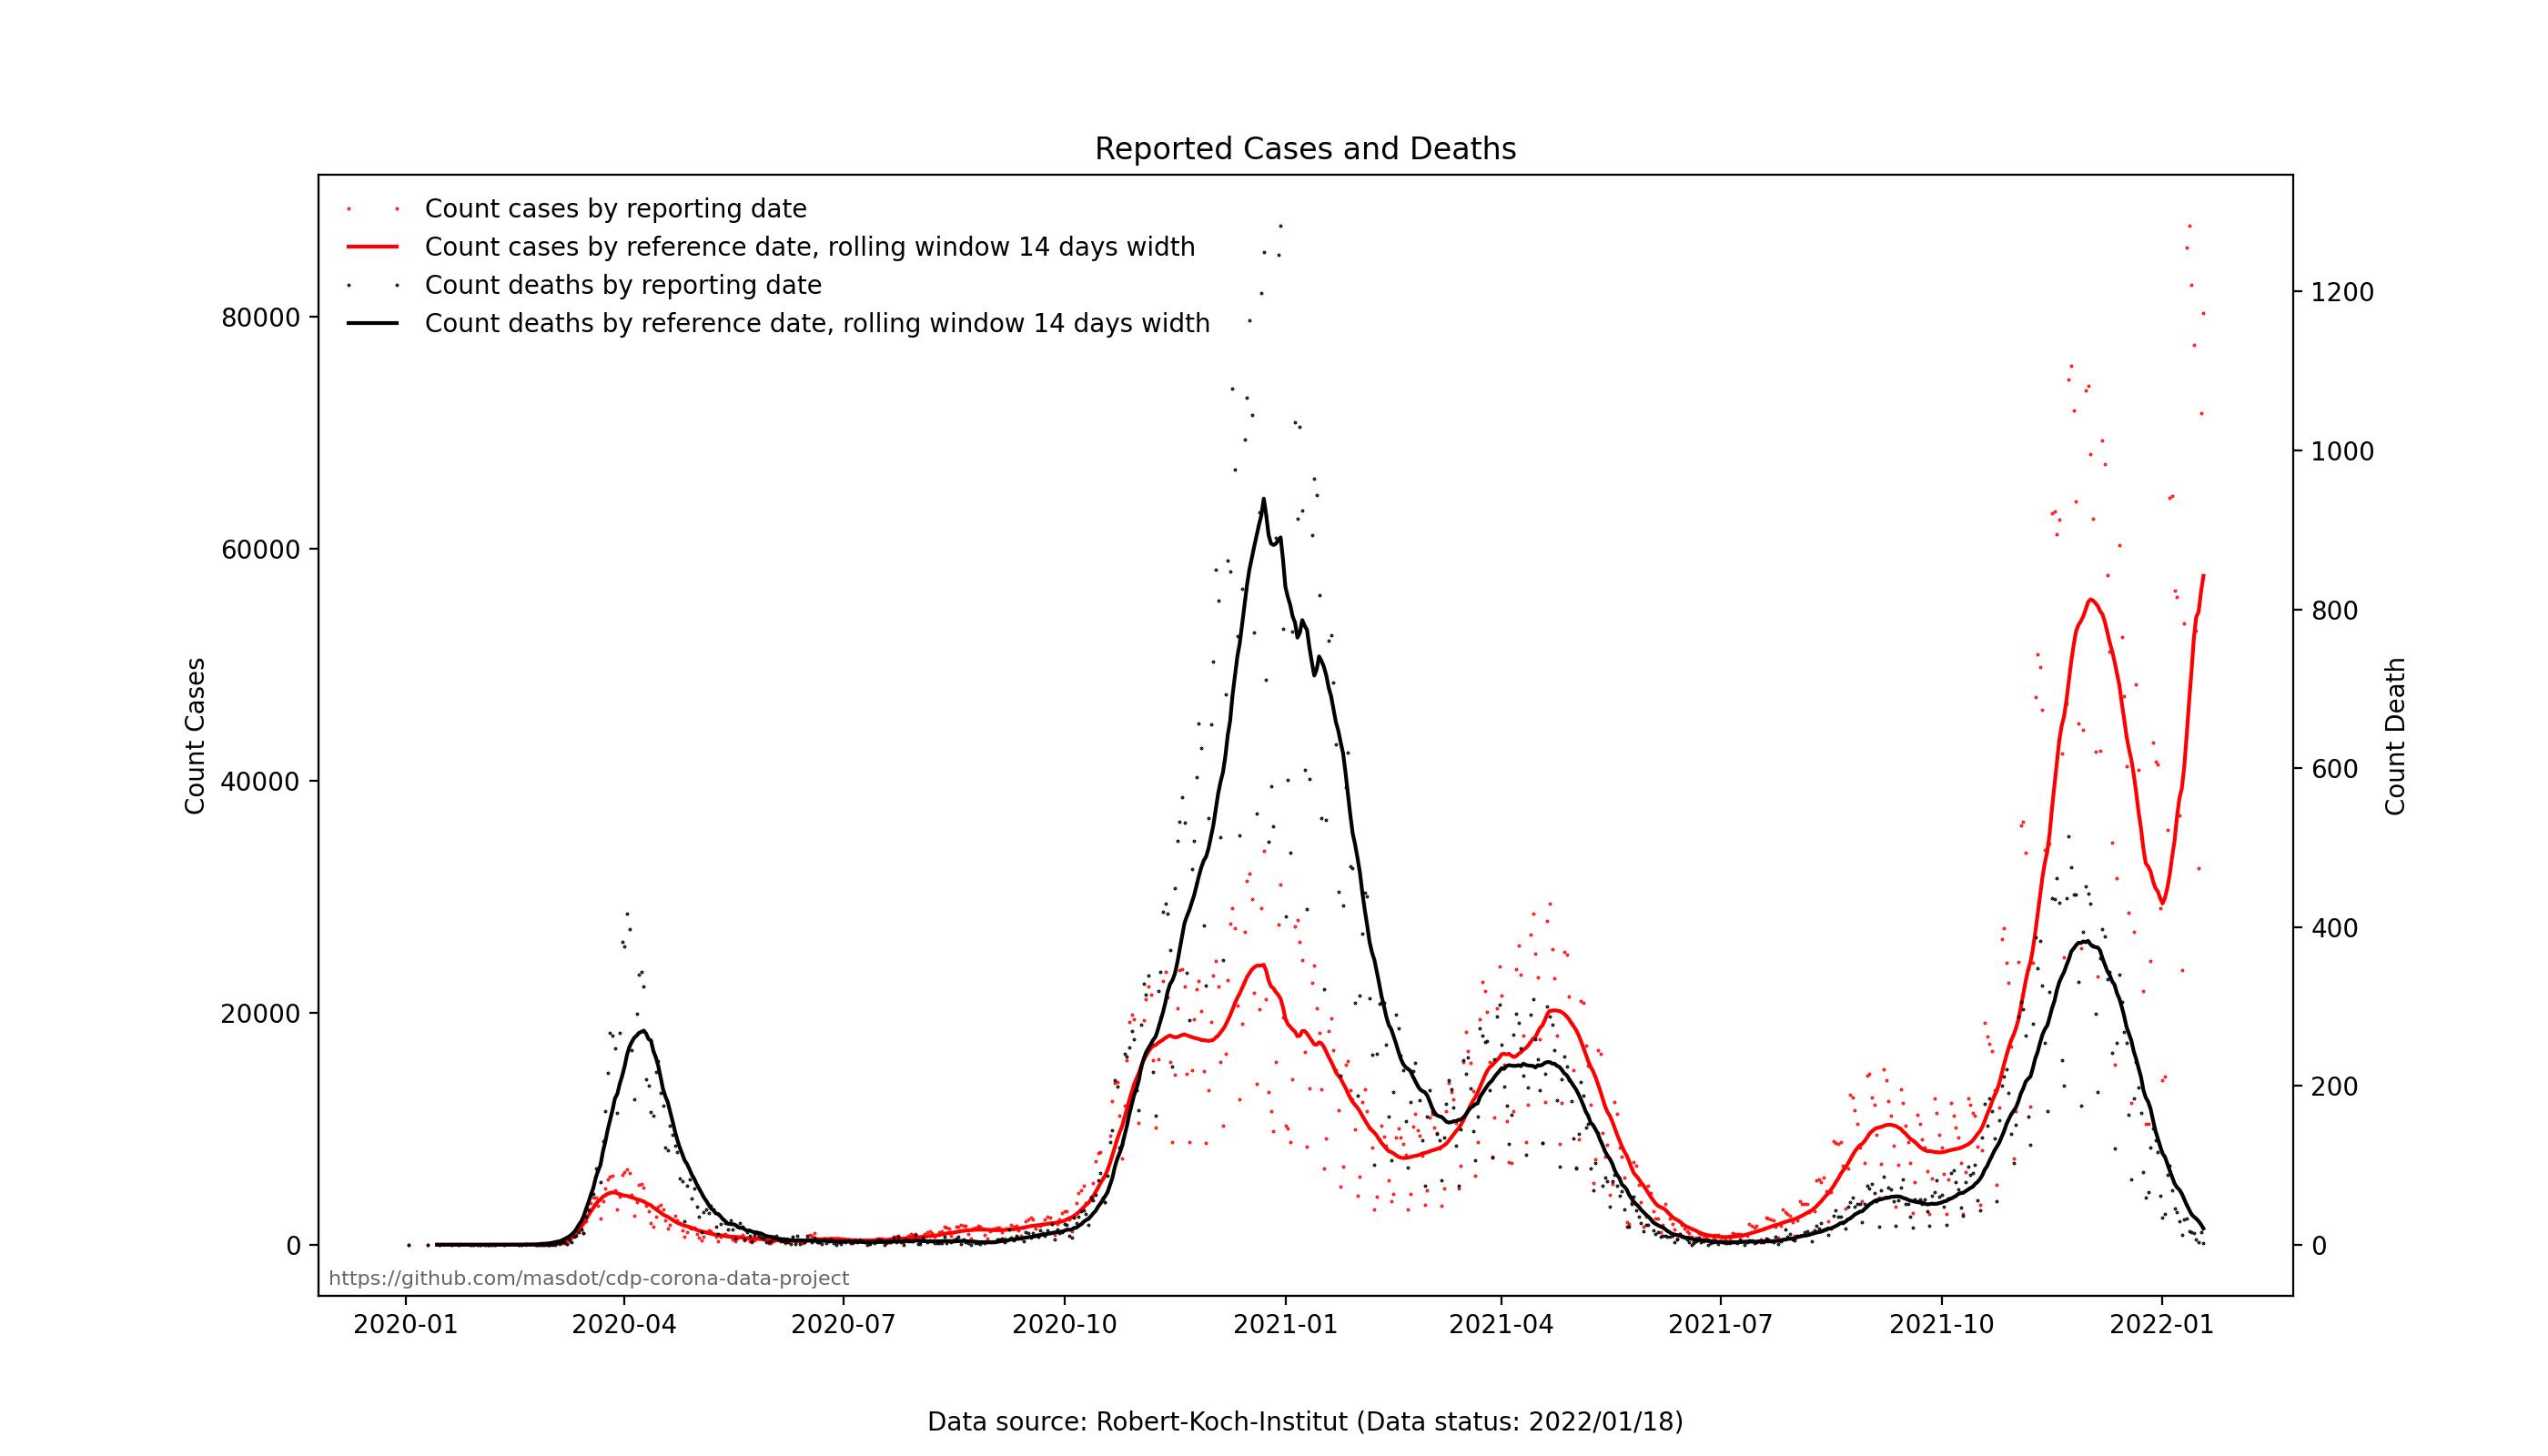 Reported Cases and Deaths
Count cases by reporting date
Count cases by reference date, rolling window 14 days width
Count deaths by reporting date
Count deaths by reference date, rolling window 14 days width
80000
60000
40000
20000
0
Count Cases
1200
1000
800
600
400
200
0
Count Death
https://github.com/masdot/cdp-corona-data-project
2020-01 2020-04 2020-07 2020-10 2021-01 2021-04 2021-07 2021-10 2022-01
Data source: Robert-Koch-Institut (Data status: 2022/01/18)